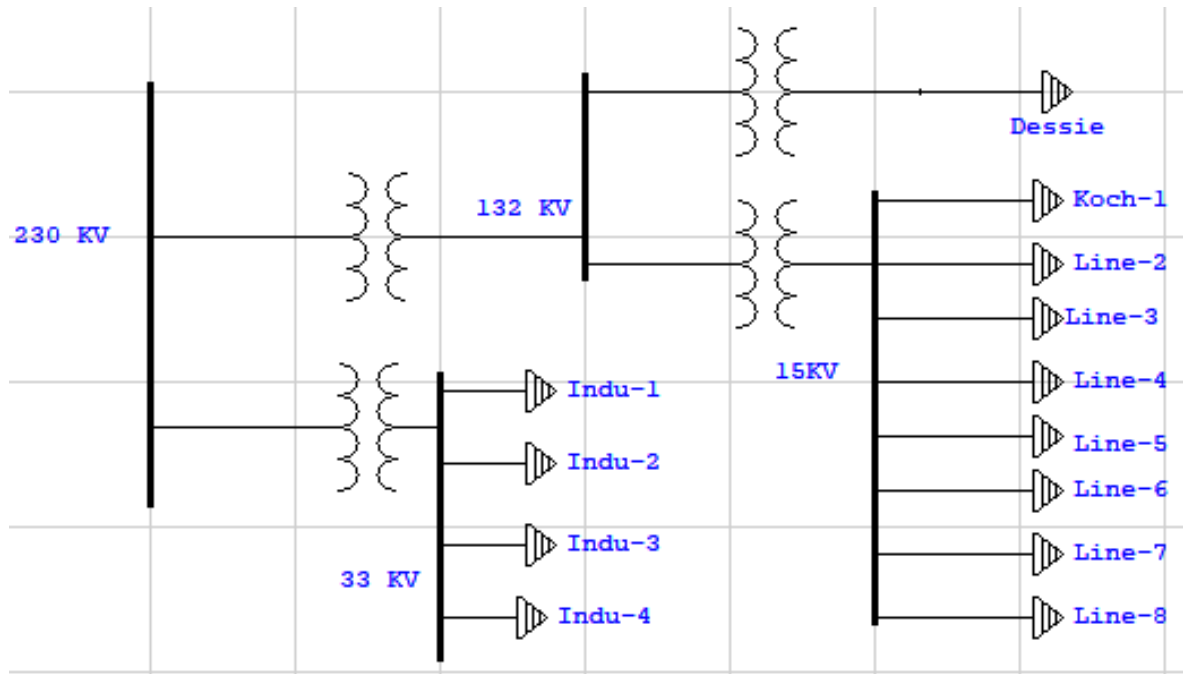 Dessie
Koch-1
132 KV
230 KV
Line-2
Line-3
15KV
Line-4
Indu-1
Line-5
Indu-2
Line-6
Indu-3
Line-7
33 KV
Indu-4
Line-8